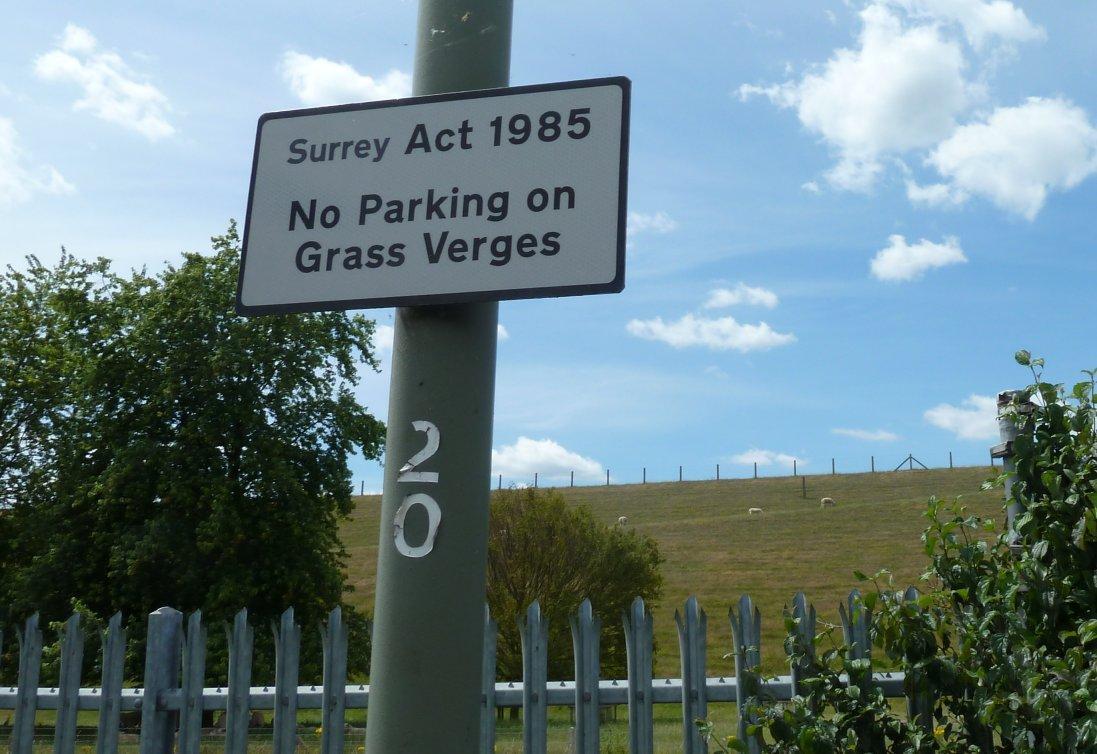 Surrey Act 1985
No Parking on
Grass Verges
2
0